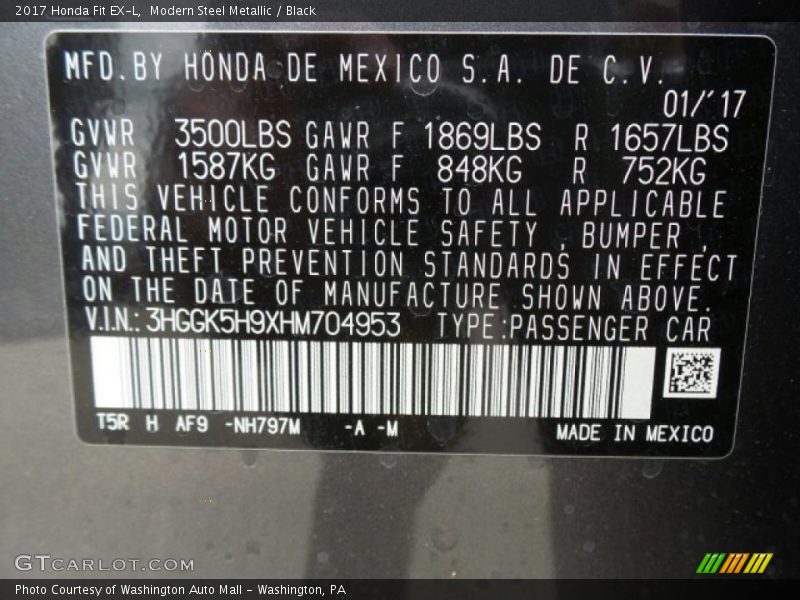 2017 Honda Fit EX-L,  Modern Steel Metallic / Black
MFD. BY HONDA DE MEXICO S.A. DE C.V.
01/'17
GVWR 3500LBS GAWR F 1869LBS R 1657LBS
GVWR 1587KG GAWR F 848KG R 752KG
THIS VEHICLE CONFORMS TO ALL APPLICABLE
FEDERAL MOTOR VEHICLE SAFETY , BUMPER ,
AND THEFT PREVENTION STANDARDS IN EFFECT
ON THE DATE OF MANUFACTURE SHOWN ABOVE.
V.I.N.: 3HGGK5H9XHM704953 TYPE:PASSENGER CAR
T5R H AF9 -NH797M -A -M
MADE IN MEXICO
GTCARLOT.COM
Photo Courtesy of Washington Auto Mall - Washington, PA